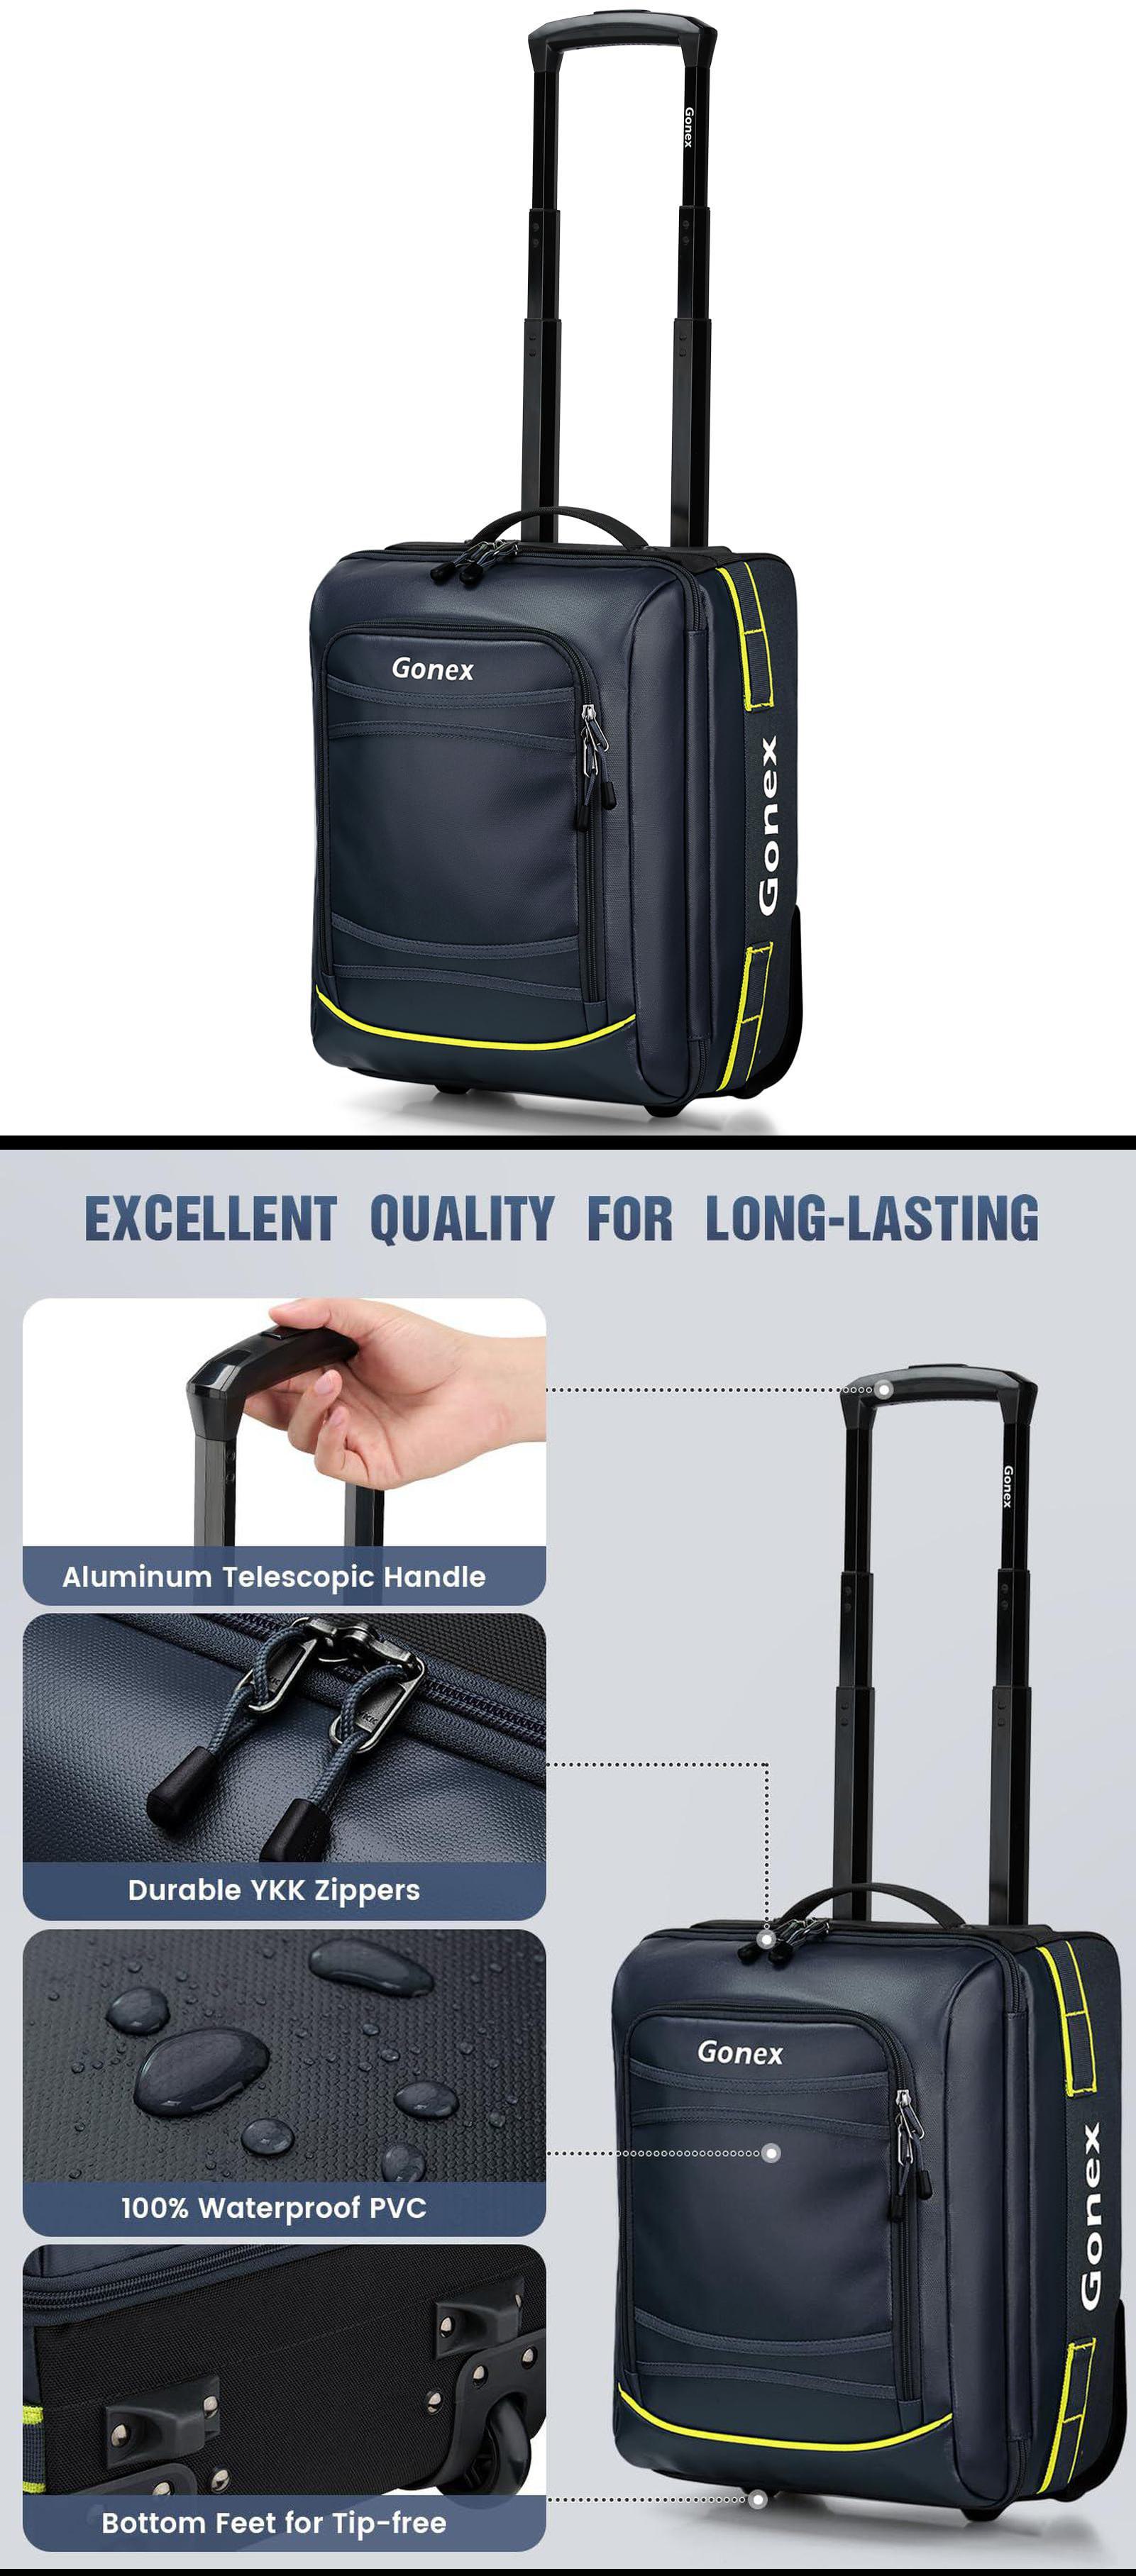 Gonex
Gonex
Gonex
EXCELLENT QUALITY FOR LONG-LASTING
Aluminum Telescopic Handle
Gonex
Durable YKK Zippers
Gonex
100% Waterproof PVC
Gonex
Bottom Feet for Tip-free